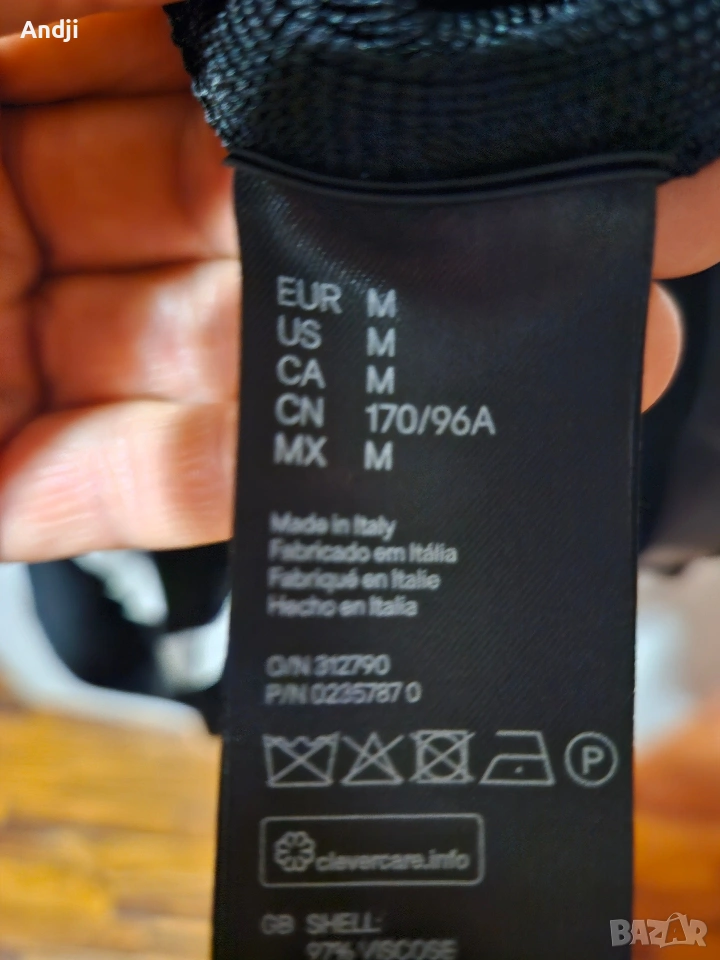 Andji
EUR M
US M
CA M
CN 170/96A
MX M
Made in Italy
Fabricado em Itália
Fabriqué en Italie
Hecho en Italia
O/N 312790
P/N 0235787 0
P
clevercare.info
GB SHELL:
97% VISCOSE
BAZAR